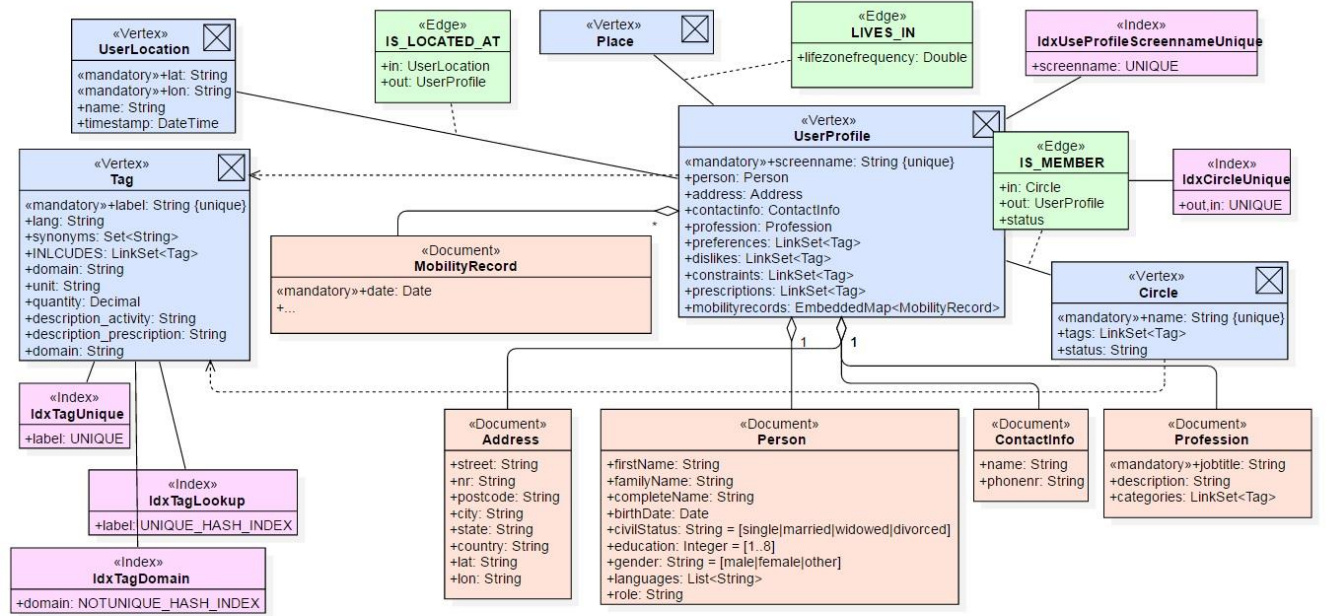 «Vertex»
UserLocation
«mandatory»+lat: String
«mandatory»+lon: String
+name: String
+timestamp: DateTime
«Edge»
IS_LOCATED_AT
+in: UserLocation
+out: UserProfile
«Vertex»
Place
«Edge»
LIVES_IN
+lifezonefrequency: Double
«Index»
IdxUseProfileScreennameUnique
+screenname: UNIQUE
«Vertex»
Tag
«mandatory»+label: String {unique}
+lang: String
+synonyms: Set<String>
+INLCUDES: LinkSet<Tag>
+domain: String
+unit: String
+quantity: Decimal
+description_activity: String
+description_prescription: String
+domain: String
«Vertex»
UserProfile
«mandatory»+screenname: String {unique}
+person: Person
+address: Address
+contactinfo: ContactInfo
+profession: Profession
+preferences: LinkSet<Tag>
+dislikes: LinkSet<Tag>
+constraints: LinkSet<Tag>
+prescriptions: LinkSet<Tag>
+mobilityrecords: EmbeddedMap<MobilityRecord>
«Edge»
IS_MEMBER
+in: Circle
+out: UserProfile
+status
«Index»
IdxCircleUnique
+out,in: UNIQUE
*
«Document»
MobilityRecord
«mandatory»+date: Date
+...
«Vertex»
Circle
«mandatory»+name: String {unique}
+tags: LinkSet<Tag>
+status: String
1
1
«Index»
IdxTagUnique
+label: UNIQUE
«Index»
IdxTagLookup
+label: UNIQUE_HASH_INDEX
«Index»
IdxTagDomain
+domain: NOTUNIQUE_HASH_INDEX
«Document»
Address
+street: String
+nr: String
+postcode: String
+city: String
+state: String
+country: String
+lat: String
+lon: String
«Document»
Person
+firstName: String
+familyName: String
+completeName: String
+birthDate: Date
+civilStatus: String = [single|married|widowed|divorced]
+education: Integer = [1..8]
+gender: String = [male|female|other]
+languages: List<String>
+role: String
«Document»
ContactInfo
+name: String
+phonenr: String
«Document»
Profession
«mandatory»+jobtitle: String
+description: String
+categories: LinkSet<Tag>